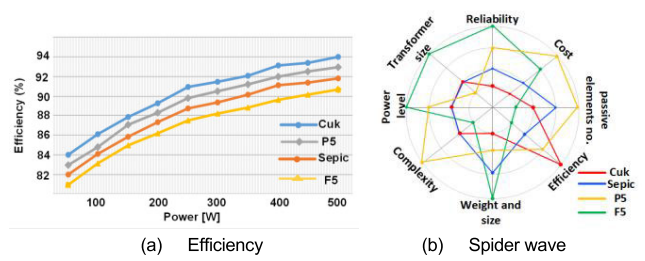 94
92
90
88
86
84
82
Efficiency (%)
Cuk
P5
Sepic
F5
100
200
300
400
500
Power [W]
(a) Efficiency
Reliability
Cost
passive
elements no.
Efficiency
Weight and
size
Complexity
Power
level
Transformer
size
Cuk
Sepic
P5
F5
(b) Spider wave